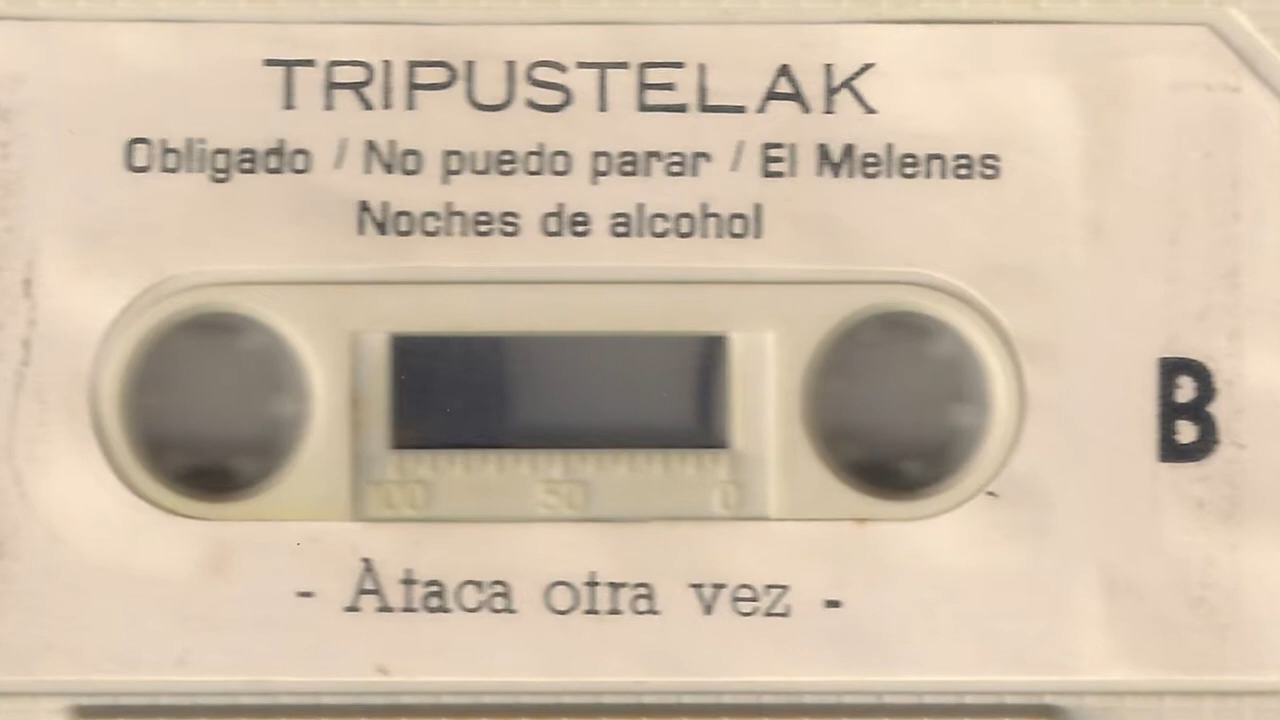 TRIPUSTELAK
Obligado / No puedo parar / El Melenas
Noches de alcohol
B
100 50 0
- Ataca otra vez -